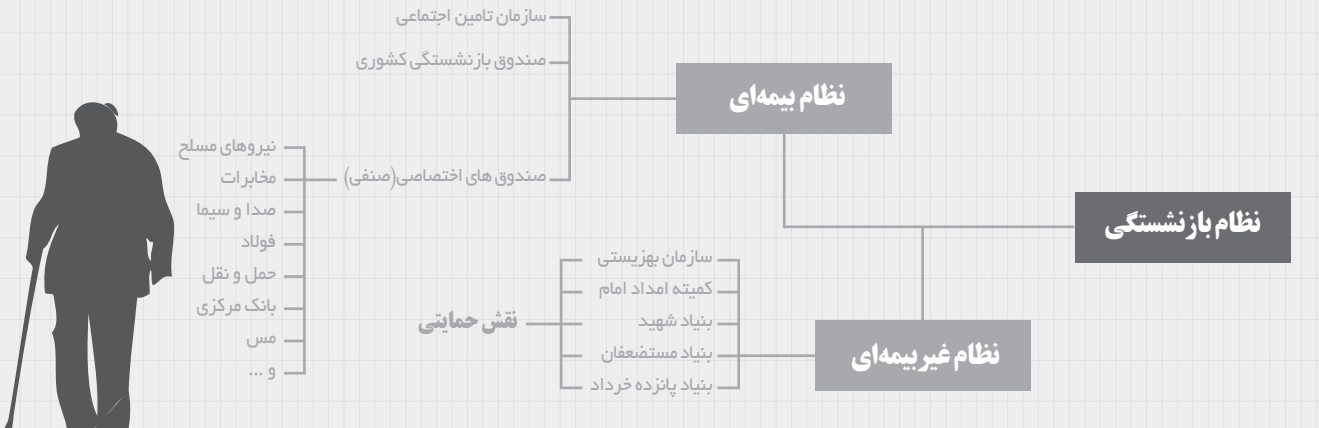 نظام بازنشستگی
نظام بیمه‌ای
سازمان تامین اجتماعی
صندوق بازنشستگی کشوری
صندوق های اختصاصی(صنفی)
نیروهای مسلح
مخابرات
صدا و سیما
فولاد
حمل و نقل
بانک مرکزی
مس
و ...
نظام غیربیمه‌ای
سازمان بهزیستی
کمیته امداد امام
بنیاد شهید
بنیاد مستضعفان
بنیاد پانزده خرداد
نقش حمایتی